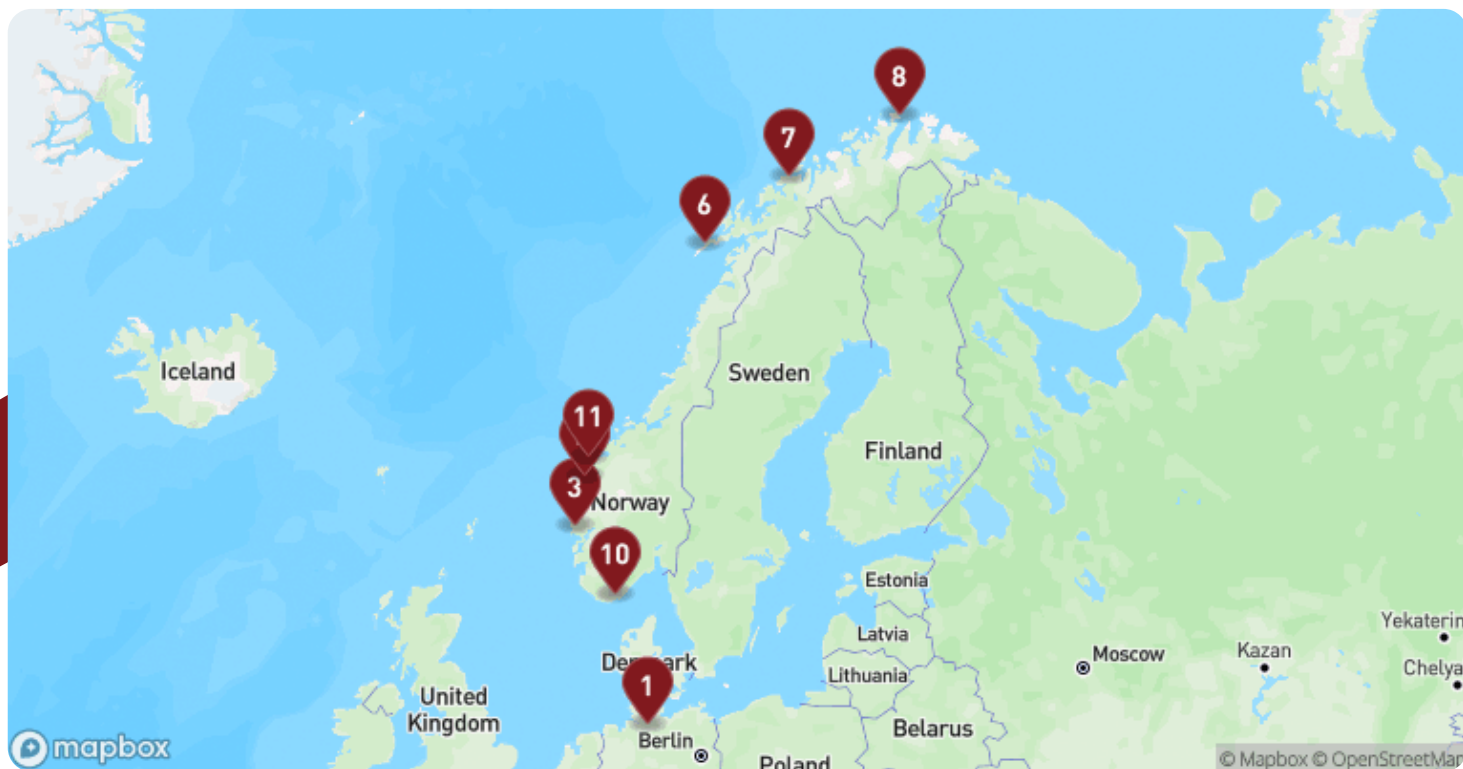 8
7
6
Iceland
Sweden
11
Finland
3
Norway
10
Estonia
Latvia
Yekaterin
Moscow
Kazan
Denmark
Chelya
Lithuania
1
United
Kingdom
Belarus
Berlin
Poland
mapbox
© Mapbox © OpenStreetMap